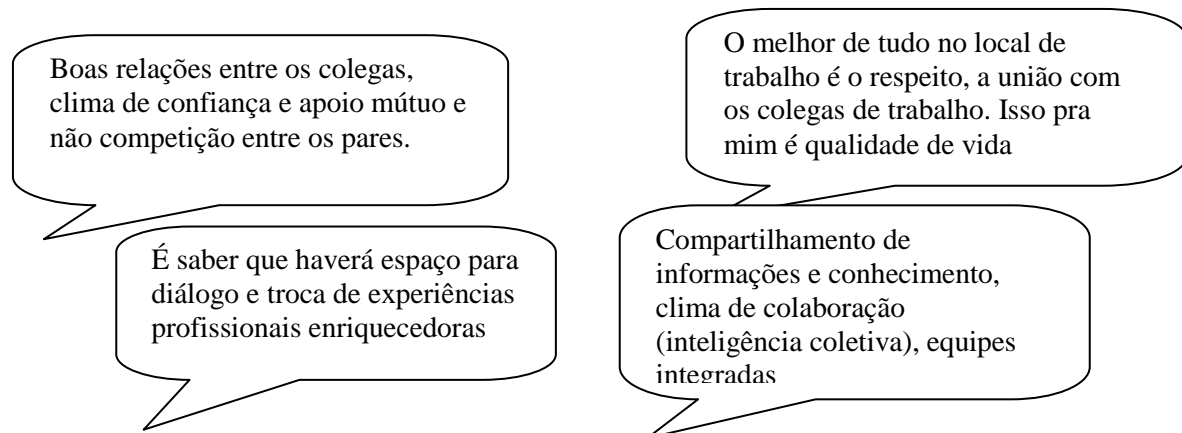 Boas relações entre os colegas,
clima de confiança e apoio mútuo e
não competição entre os pares.
O melhor de tudo no local de
trabalho é o respeito, a união com
os colegas de trabalho. Isso pra
mim é qualidade de vida
É saber que haverá espaço para
diálogo e troca de experiências
profissionais enriquecedoras
Compartilhamento de
informações e conhecimento,
clima de colaboração
(inteligência coletiva), equipes
integradas